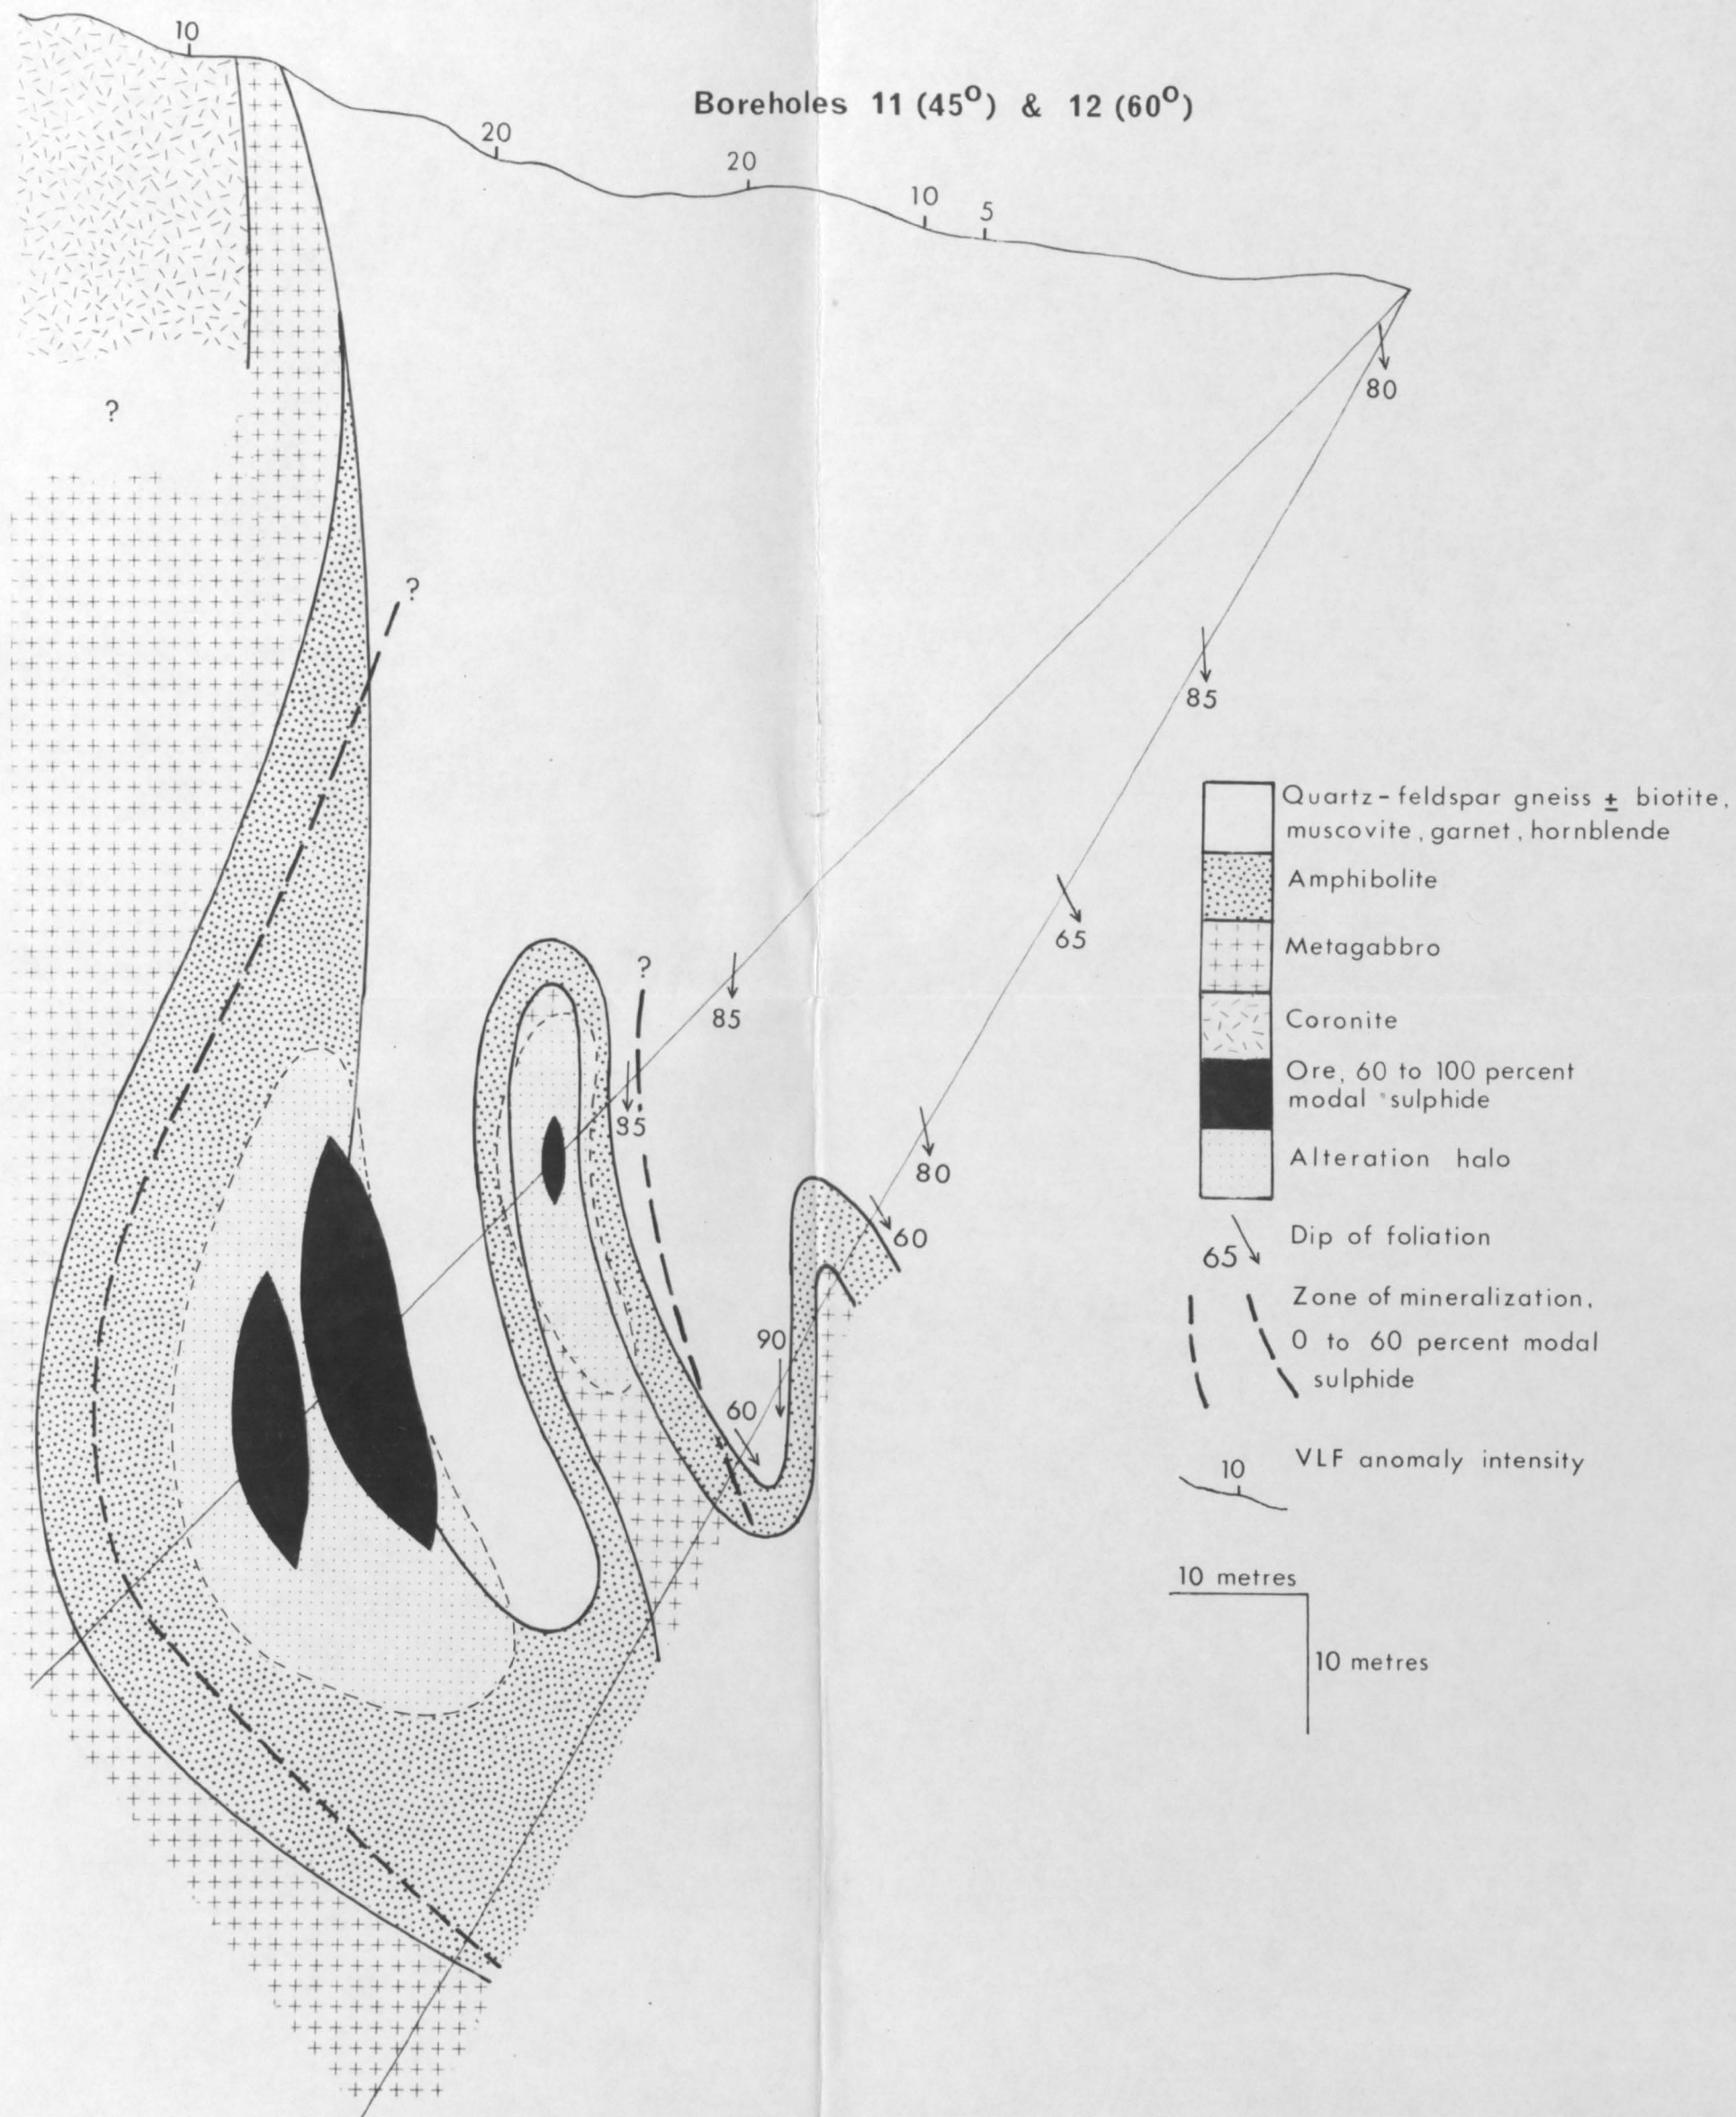 10
Boreholes 11 (45°) & 12 (60°)
20
20
10
5
80
?
?
85
Quartz-feldspar gneiss ± biotite,
muscovite, garnet, hornblende
Amphibolite
65
Metagabbro
?
85
Coronite
Ore, 60 to 100 percent
modal sulphide
85
Alteration halo
80
60
Dip of foliation
65
Zone of mineralization,
0 to 60 percent modal
sulphide
90
60
VLF anomaly intensity
10
10 metres
10 metres